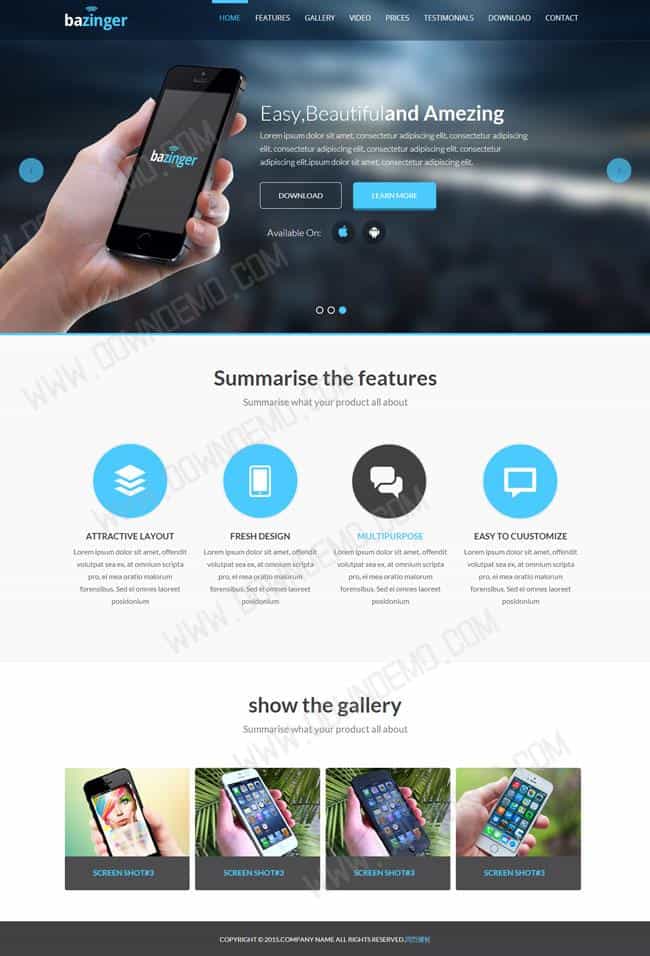 bazinger
HOME FEATURES GALLERY VIDEO PRICES TESTIMONIALS DOWNLOAD CONTACT
bazinger
Easy,Beautifuland Amezing
Lorem ipsum dolor sit amet, consectetur adipiscing elit, consectetur adipiscing
elit, consectetur adipiscing elit, consectetur adipiscing elit. consectetur
adipiscing elit.ipsum dolor sit amet, consectetur adipiscing elit.
DOWNLOAD LEARN MORE
Available On:
WWW.DOWNDEMO.COM
Summarise the features
Summarise what your product all about
ATTRACTIVE LAYOUT
Lorem ipsum dolor sit amet, offendit
volutpat sea ex, at omnium scripta
pro, ei mea oratio malorum
forensibus. Sed ei omnes laoreet
posidonium
FRESH DESIGN
Lorem ipsum dolor sit amet, offendit
volutpat sea ex, at omnium scripta
pro, ei mea oratio malorum
forensibus. Sed ei omnes laoreet
posidonium
MULTIPURPOSE
Lorem ipsum dolor sit amet, offendit
volutpat sea ex, at omnium scripta
pro, ei mea oratio malorum
forensibus. Sed ei omnes laoreet
posidonium
EASY TO CUUSTOMIZE
Lorem ipsum dolor sit amet, offendit
volutpat sea ex, at omnium scripta
pro, ei mea oratio malorum
forensibus. Sed ei omnes laoreet
posidonium
show the gallery
Summarise what your product all about
SCREEN SHOT#3 SCREEN SHOT#3 SCREEN SHOT#3 SCREEN SHOT#3
COPYRIGHT © 2015.COMPANY NAME ALL RIGHTS RESERVED.网页模板